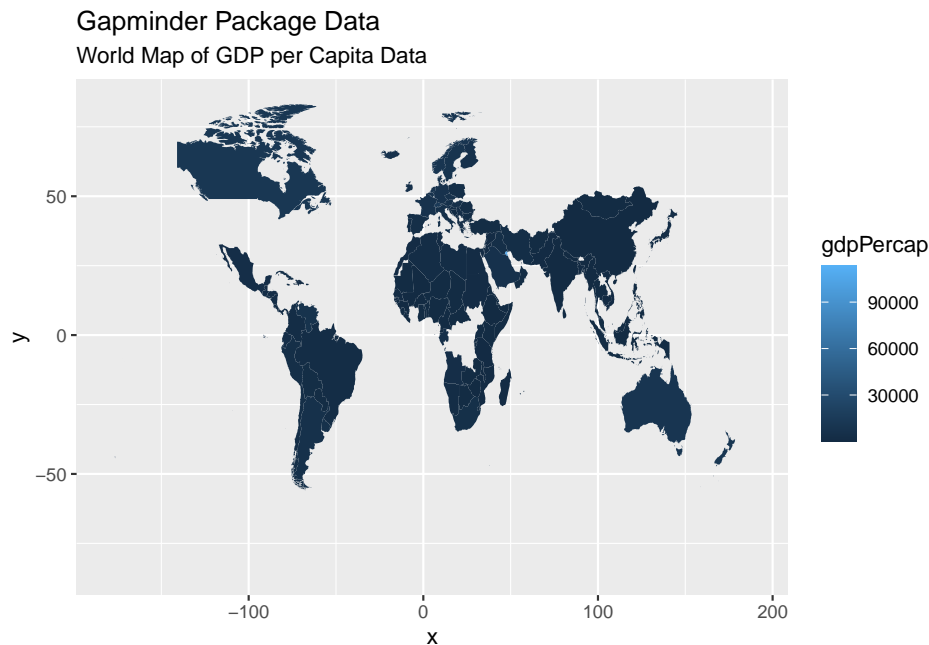 Gapminder Package Data
World Map of GDP per Capita Data
50
0
−50
y
−100
0
100
200
x
gdpPercap
90000
60000
30000